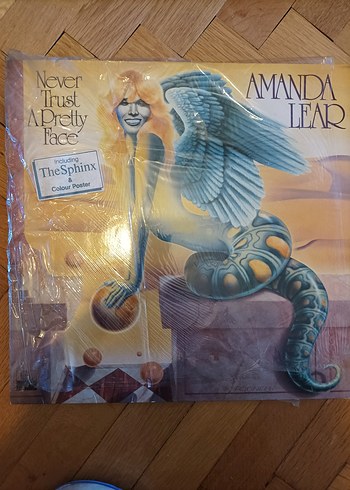 Never
Trust
A Pretty
Face
AMANDA
LEAR
including
The Sphinx
&
Colour Poster